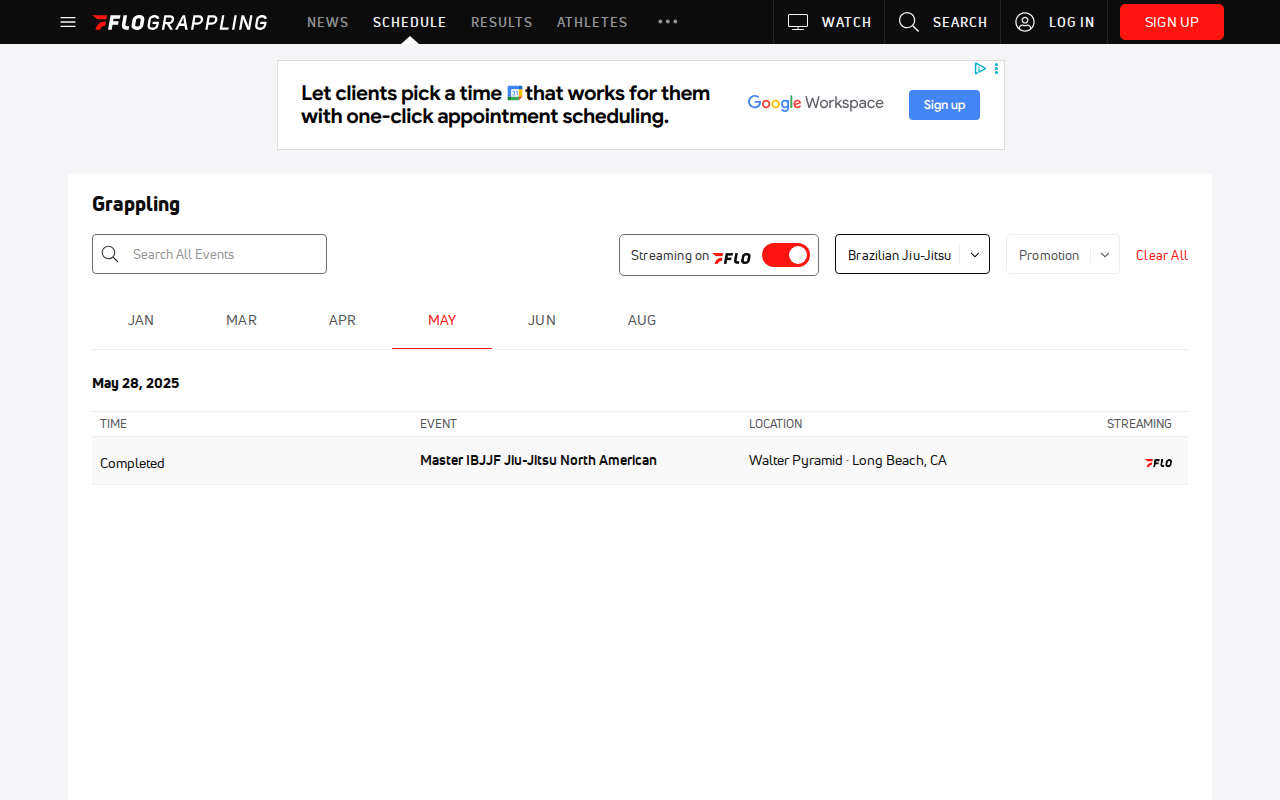 FLOGRAPPLING NEWS SCHEDULE RESULTS ATHLETES WATCH SEARCH LOG IN SIGN UP
Let clients pick a time 31 that works for them
with one-click appointment scheduling.
Google Workspace
Sign up
Grappling
Search All Events
Streaming on FLO
Brazilian Jiu-Jitsu
Promotion
Clear All
JAN MAR APR MAY JUN AUG
May 28, 2025
TIME EVENT LOCATION STREAMING
Completed Master IBJJF Jiu-Jitsu North American Walter Pyramid · Long Beach, CA FLO